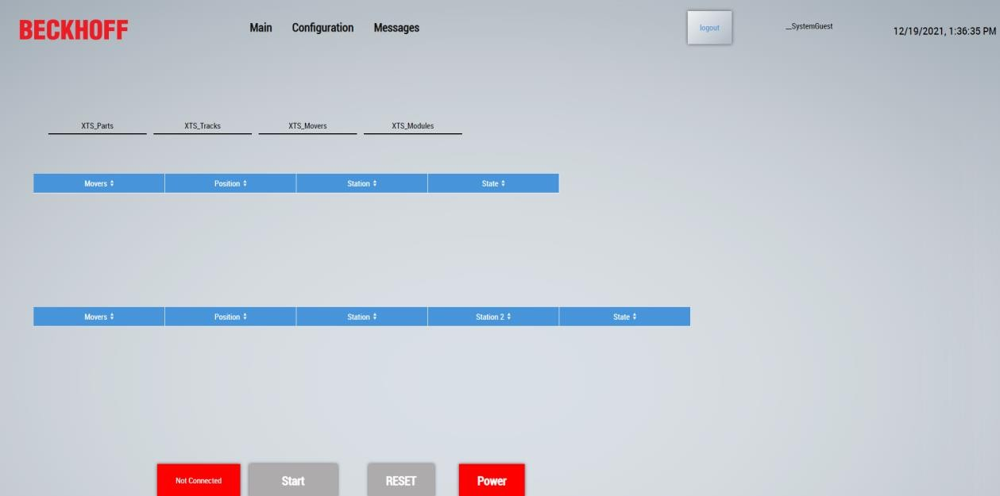 BECKHOFF
Main Configuration Messages
logout
__SystemGuest
12/19/2021, 1:36:35 PM
XTS_Parts XTS_Tracks XTS_Movers XTS_Modules
Movers Position Station State
Movers Position Station Station 2 State
Not Connected Start RESET Power